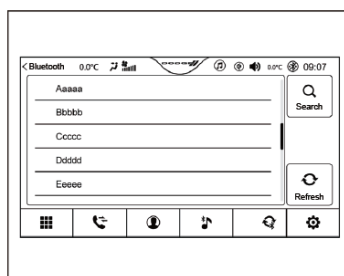 < Bluetooth 0.0°C 0.0°C 09:07
Aaaaa
Bbbbb
Ccccc
Ddddd
Eeeee
Search
Refresh